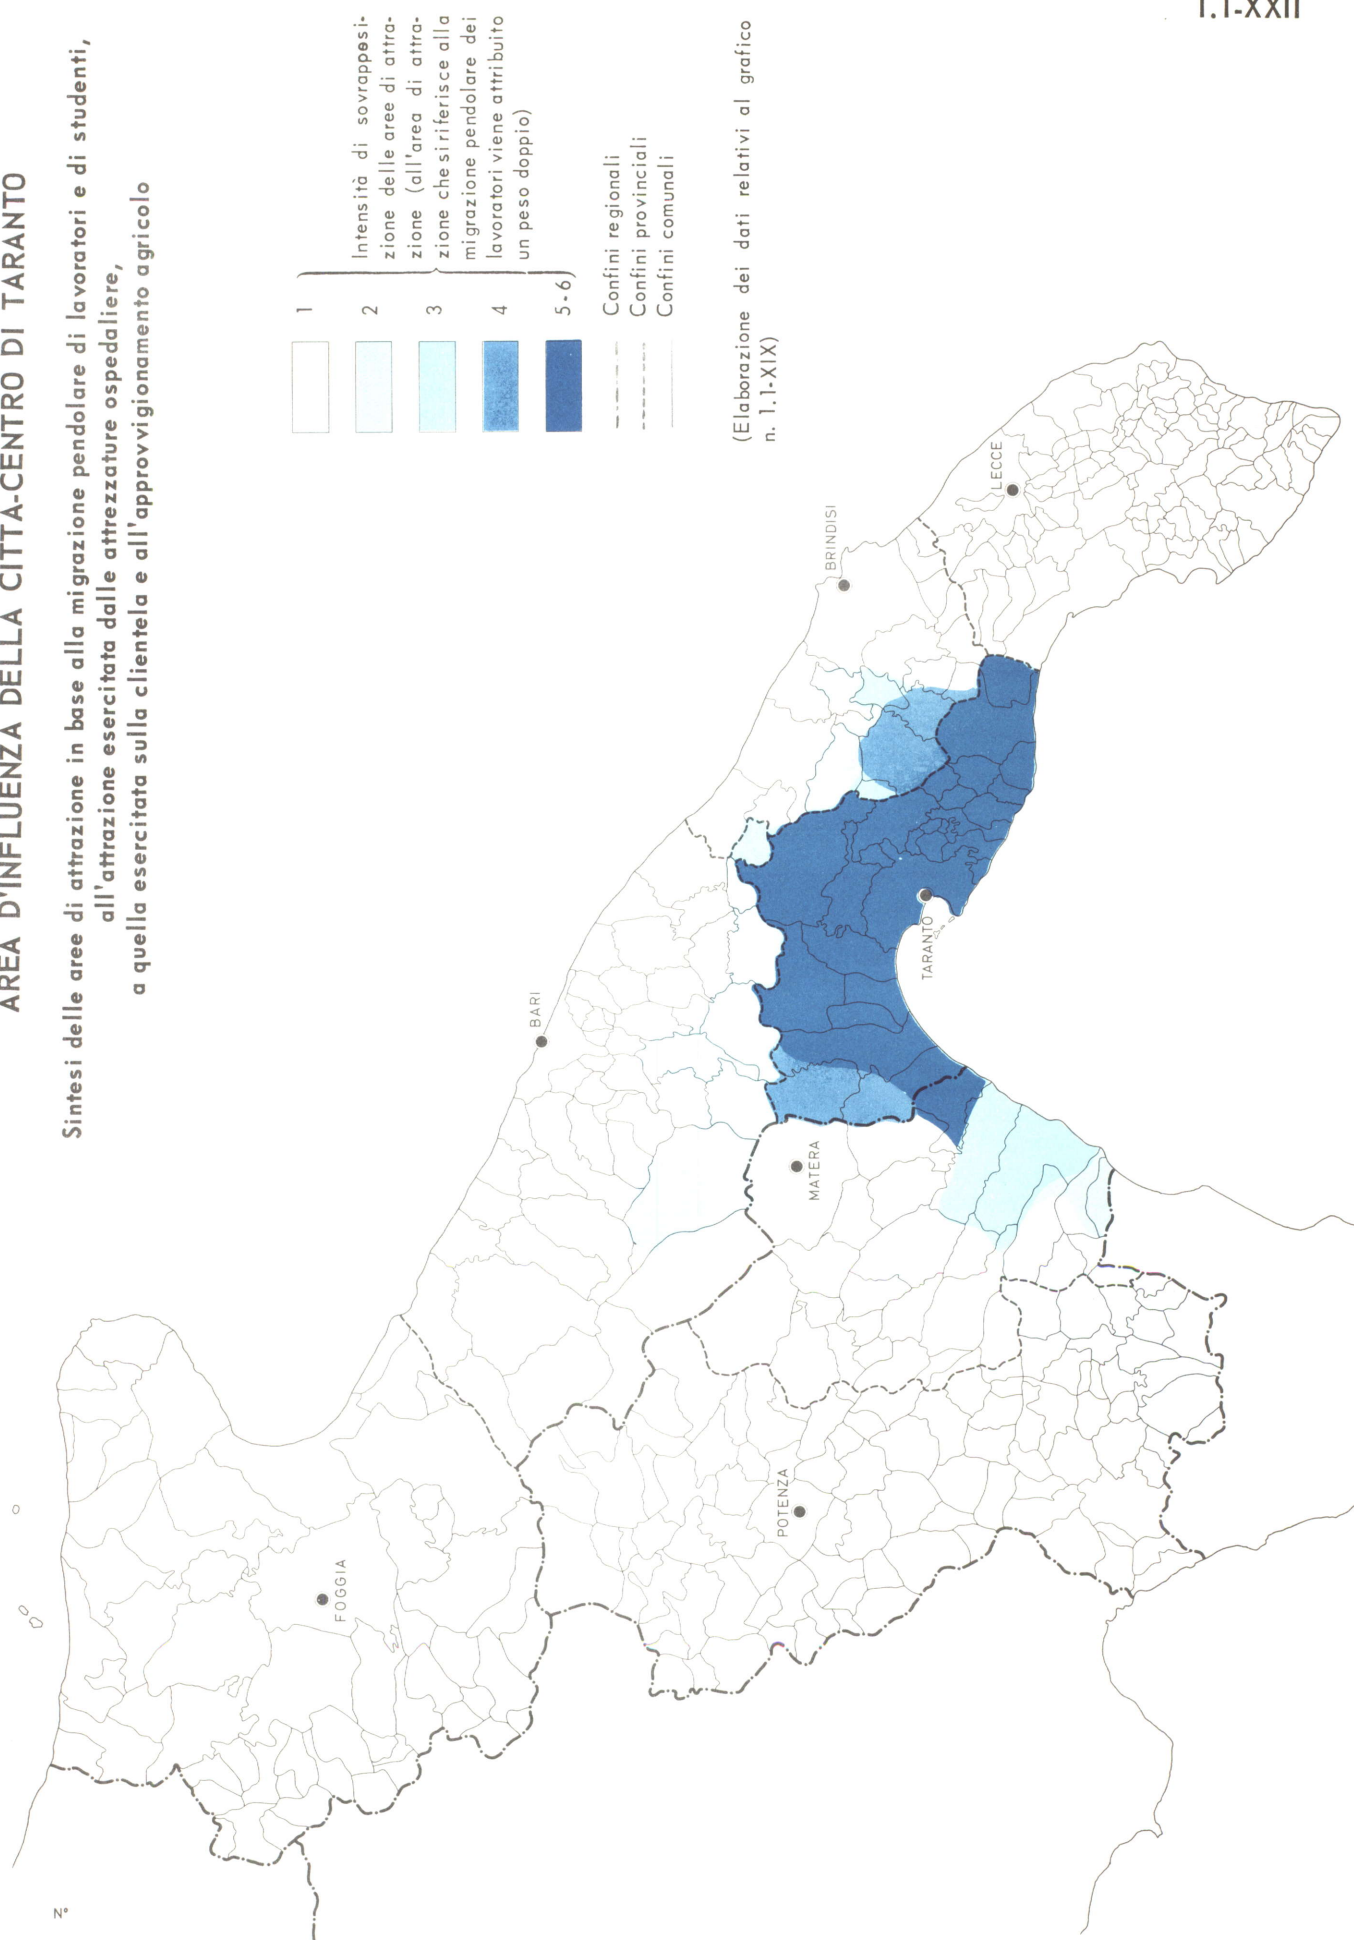 1.1-XXII
AREA D'INFLUENZA DELLA CITTA-CENTRO DI TARANTO
Sintesi delle aree di attrazione in base alla migrazione pendolare di lavoratori e di studenti,
all'attrazione esercitata dalle attrezzature ospedaliere,
a quella esercitata sulla clientela e all'approvvigionamento agricolo
1
2
3
4
5-6
Intensità di sovrapposi-
zione delle aree di attra-
zione (all'area di attra-
zione che si riferisce alla
migrazione pendolare dei
lavoratori viene attribuito
un peso doppio)
Confini regionali
Confini provinciali
Confini comunali
(Elaborazione dei dati relativi al grafico
n. 1.1-XIX)
FOGGIA
BARI
POTENZA
MATERA
TARANTO
BRINDISI
LECCE
N°